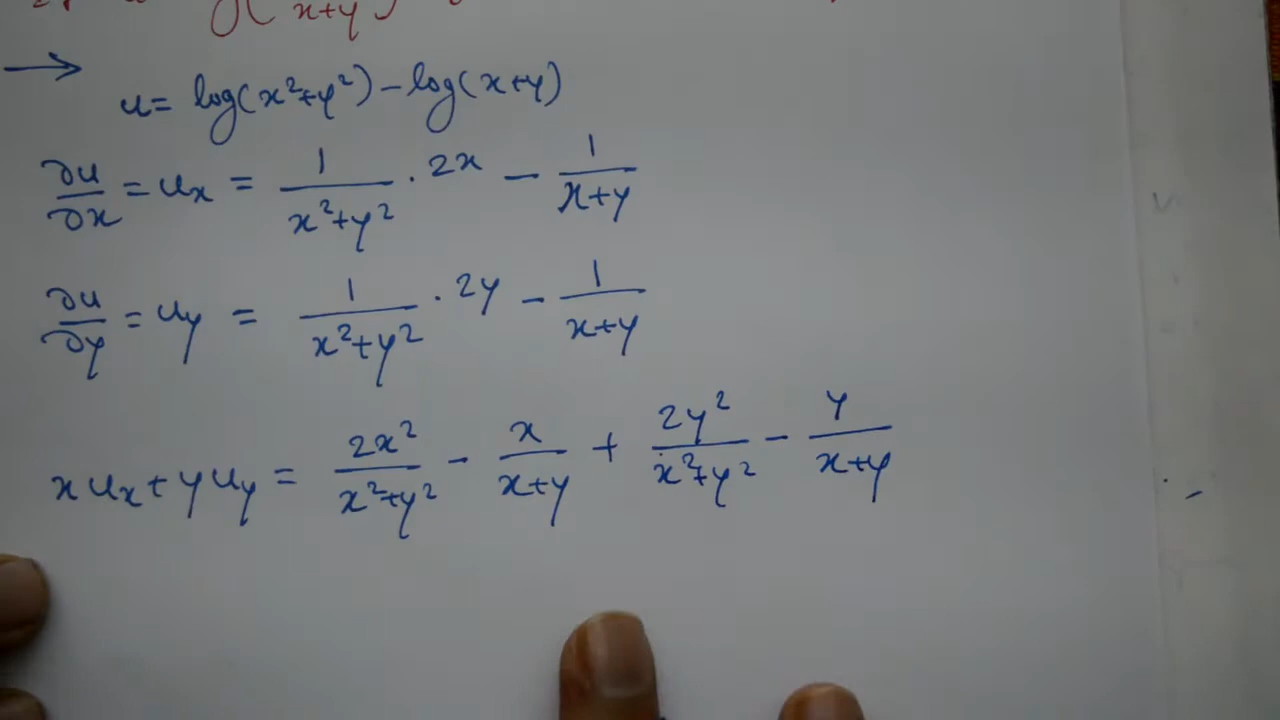 x+y
→ u = log(x²+y²) - log(x+y)
∂u/∂x = uₓ = 1/(x²+y²) · 2x - 1/(x+y)
∂u/∂y = u_y = 1/(x²+y²) · 2y - 1/(x+y)
x uₓ + y u_y = 2x²/(x²+y²) - x/(x+y) + 2y²/(x²+y²) - y/(x+y)